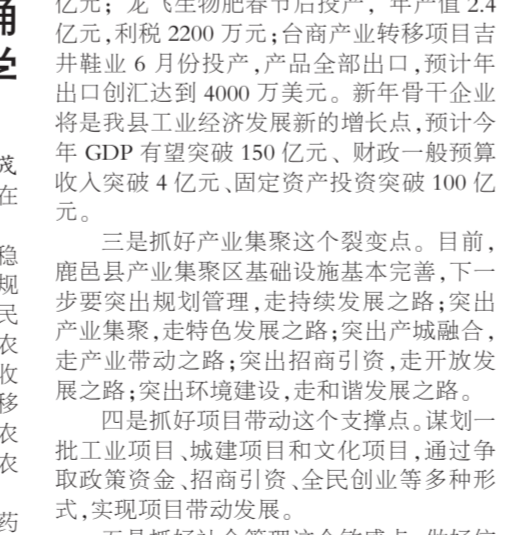 亿元；龙飞生物肥春节后投产，年产值 2.4
亿元，利税 2200 万元；台商产业转移项目吉
井鞋业 6 月份投产，产品全部出口，预计年
出口创汇达到 4000 万美元。新年骨干企业
将是我县工业经济发展新的增长点，预计今
年 GDP 有望突破 150 亿元、财政一般预算
收入突破 4 亿元、固定资产投资突破 100 亿
元。
三是抓好产业集聚这个裂变点。目前，
鹿邑县产业集聚区基础设施基本完善，下一
步要突出规划管理，走持续发展之路；突出
产业集聚，走特色发展之路；突出产城融合，
走产业带动之路；突出招商引资，走开放发
展之路；突出环境建设，走和谐发展之路。
四是抓好项目带动这个支撑点。谋划一
批工业项目、城建项目和文化项目，通过争
取政策资金、招商引资、全民创业等多种形
式，实现项目带动发展。
在
稳
规
民
农
收
移
农
农
药